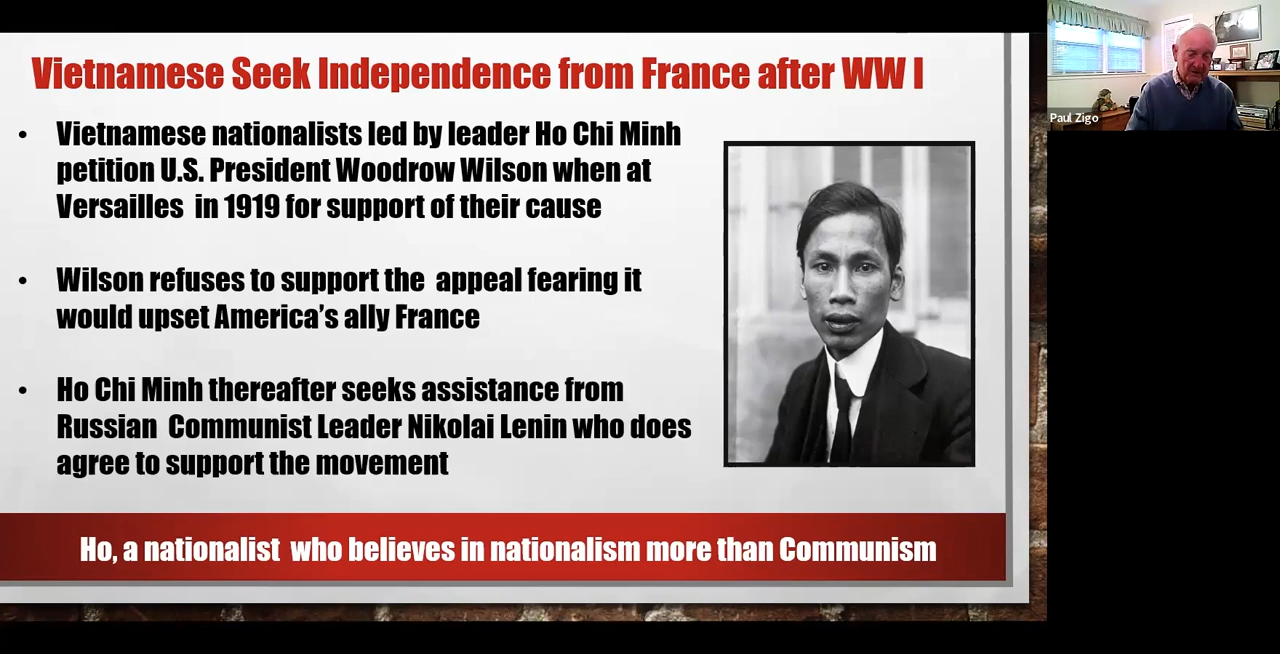 Vietnamese Seek Independence from France after WW I
• Vietnamese nationalists led by leader Ho Chi Minh
petition U.S. President Woodrow Wilson when at
Versailles  in 1919 for support of their cause
• Wilson refuses to support the  appeal fearing it
would upset America's ally France
• Ho Chi Minh thereafter seeks assistance from
Russian  Communist Leader Nikolai Lenin who does
agree to support the movement
Ho, a nationalist  who believes in nationalism more than Communism
Paul Zigo